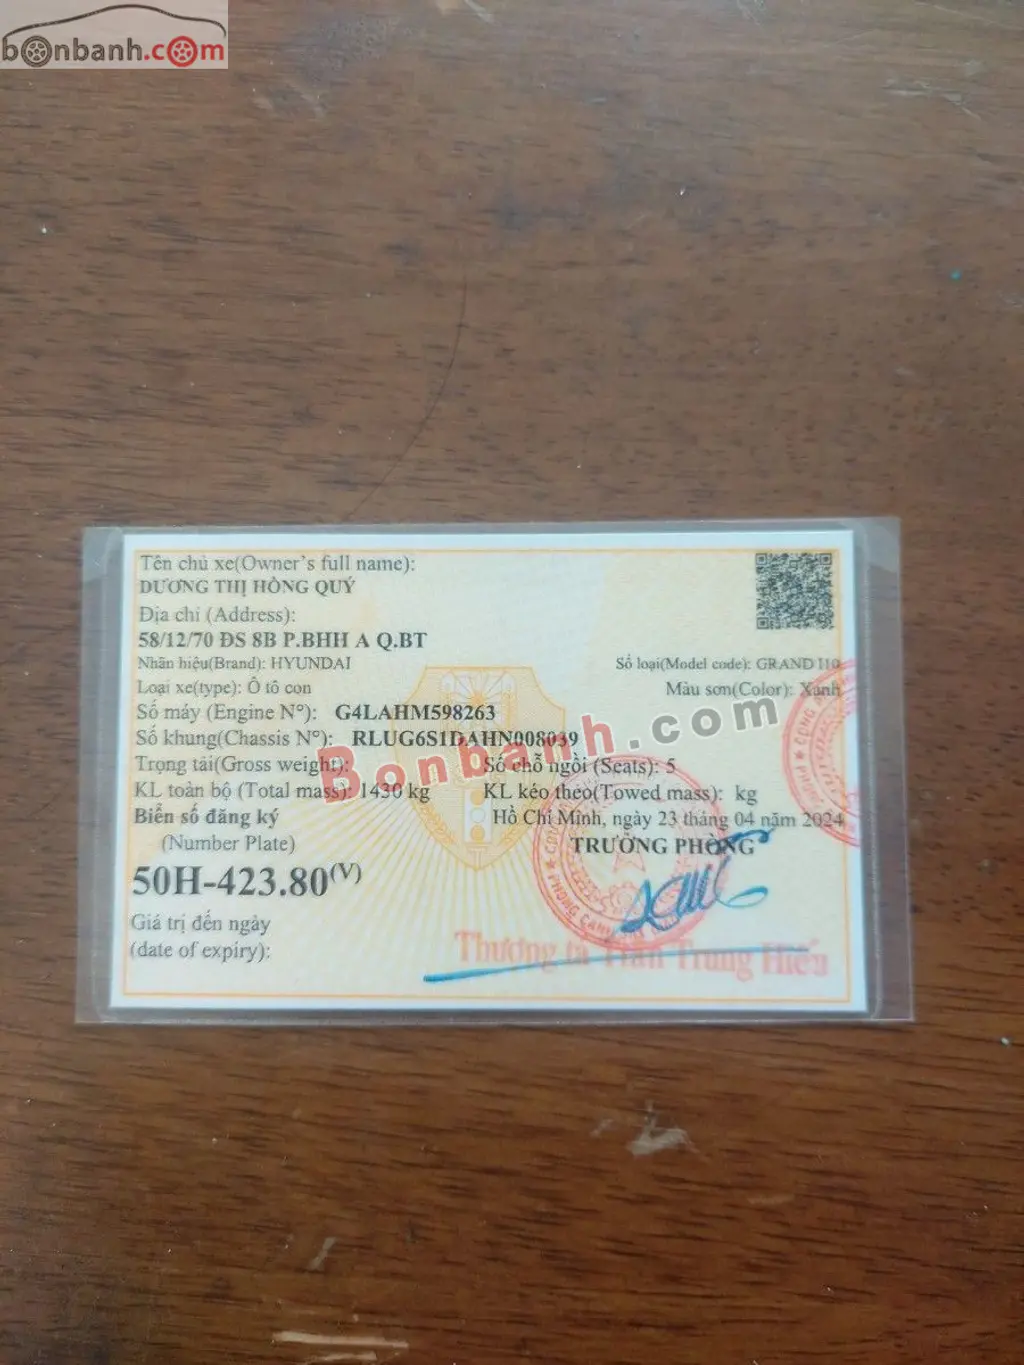 bonbanh.com
Tên chủ xe(Owner's full name):
DƯƠNG THỊ HỒNG QUÝ
Địa chỉ (Address):
58/12/70 ĐS 8B P.BHH A Q.BT
Nhãn hiệu(Brand): HYUNDAI Số loại(Model code): GRAND I10
Loại xe(type): Ô tô con Màu sơn(Color): Xanh
Số máy (Engine N°): G4LAHM598263
Số khung(Chassis N°): RLUG6S1DAHN008039
Bonbanh.com
Trọng tải(Gross weight): Số chỗ ngồi (Seats): 5
KL toàn bộ (Total mass): 1430 kg KL kéo theo(Towed mass): kg
Biển số đăng ký Hồ Chí Minh, ngày 23 tháng 04 năm 2024
(Number Plate) TRƯỞNG PHÒNG
50H-423.80(V)
Giá trị đến ngày
(date of expiry):
Thượng tá Trần Trung Hiếu